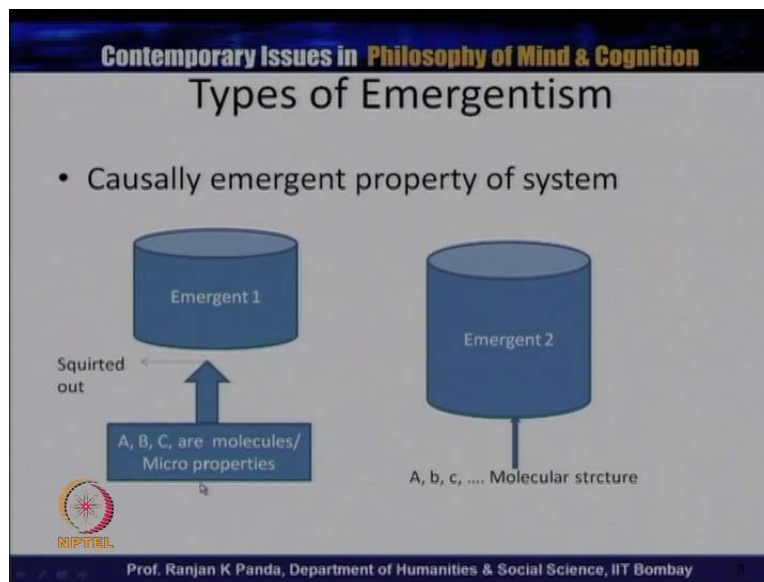 Contemporary Issues in Philosophy of Mind & Cognition
Types of Emergentism
• Causally emergent property of system
Emergent 1
Squirted
out
A, B, C, are molecules/
Micro properties
Emergent 2
A, b, c, .... Molecular strcture
NPTEL
Prof. Ranjan K Panda, Department of Humanities & Social Science, IIT Bombay